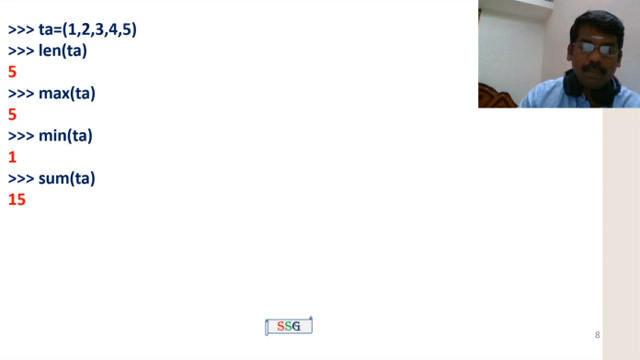 >>> ta=(1,2,3,4,5)
>>> len(ta)
5
>>> max(ta)
5
>>> min(ta)
1
>>> sum(ta)
15
SSG
8